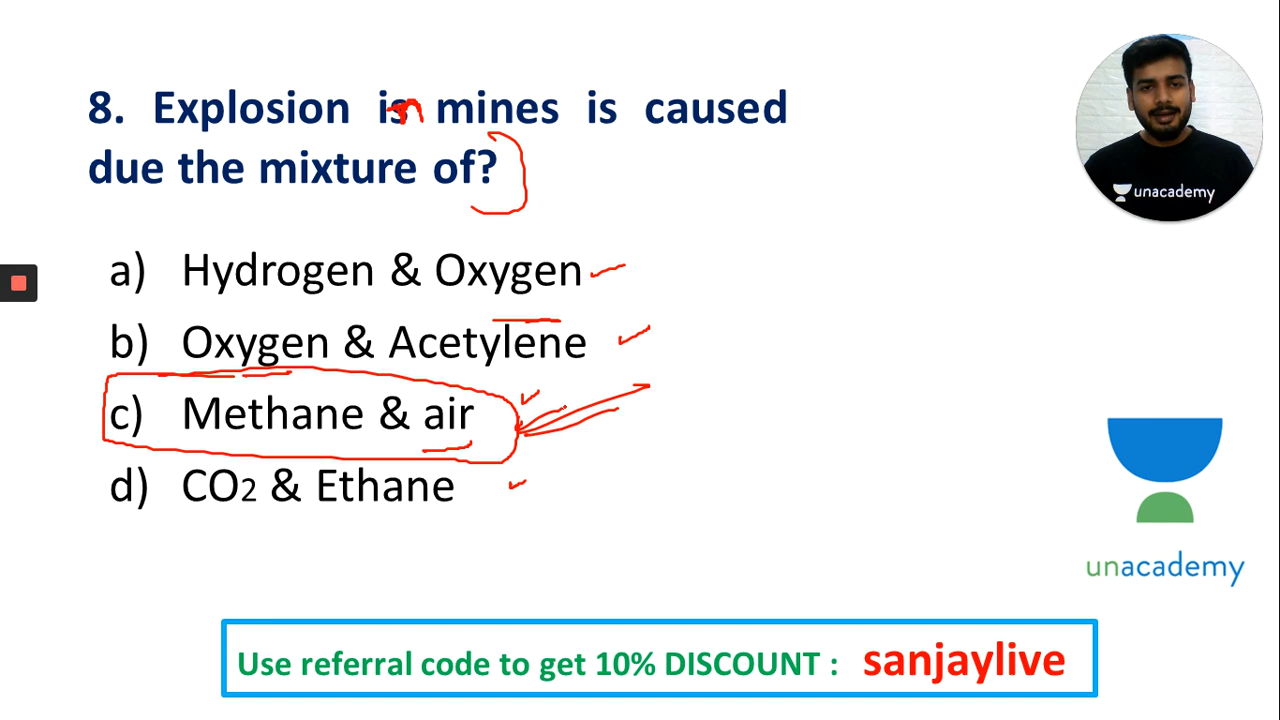 8. Explosion is n mines is caused
due the mixture of?
a) Hydrogen & Oxygen
b) Oxygen & Acetylene
c) Methane & air
d) CO2 & Ethane
unacademy
unacademy
Use referral code to get 10% DISCOUNT : sanjaylive